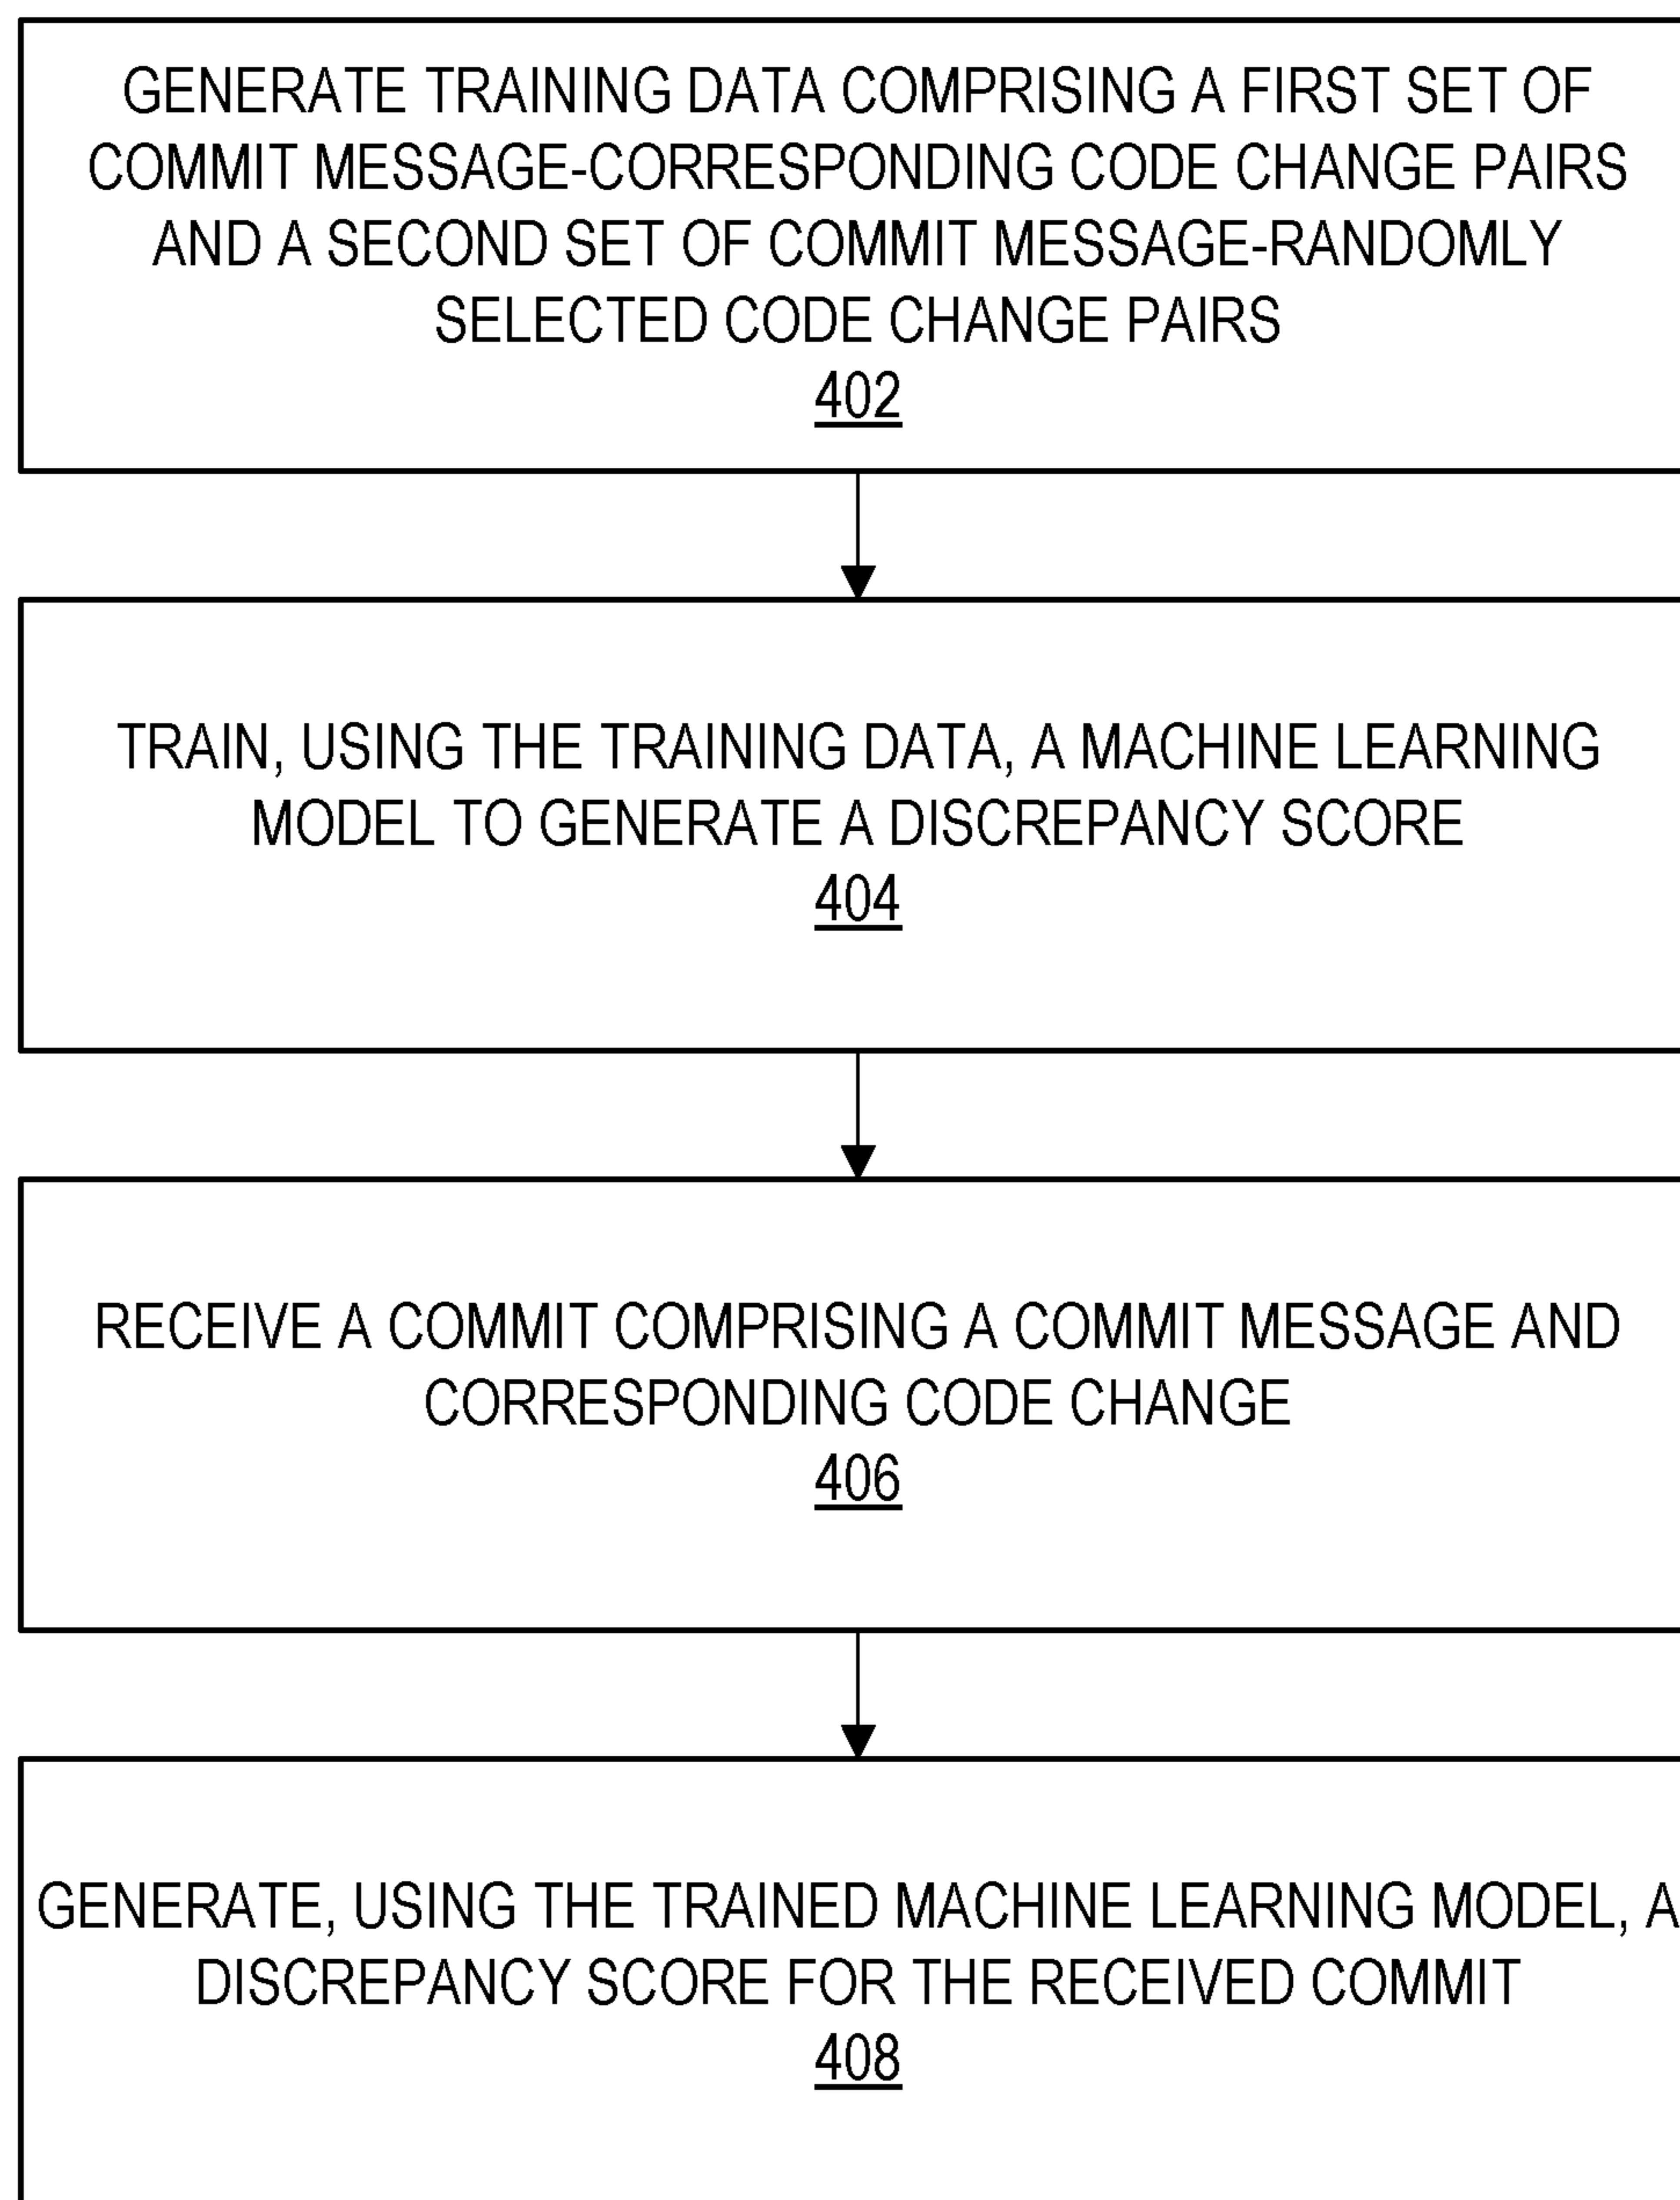 GENERATE TRAINING DATA COMPRISING A FIRST SET OF
COMMIT MESSAGE-CORRESPONDING CODE CHANGE PAIRS
AND A SECOND SET OF COMMIT MESSAGE-RANDOMLY
SELECTED CODE CHANGE PAIRS
402
TRAIN, USING THE TRAINING DATA, A MACHINE LEARNING
MODEL TO GENERATE A DISCREPANCY SCORE
404
RECEIVE A COMMIT COMPRISING A COMMIT MESSAGE AND
CORRESPONDING CODE CHANGE
406
GENERATE, USING THE TRAINED MACHINE LEARNING MODEL, A
DISCREPANCY SCORE FOR THE RECEIVED COMMIT
408